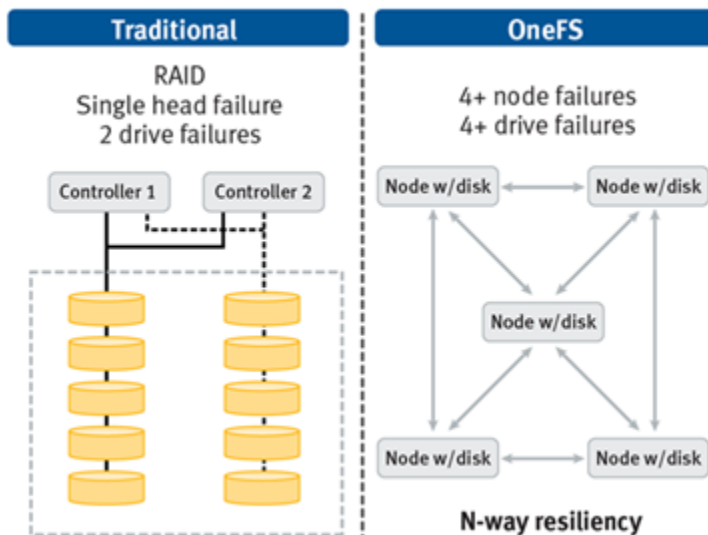 Traditional
RAID
Single head failure
2 drive failures
Controller 1
Controller 2
OneFS
4+ node failures
4+ drive failures
Node w/disk
Node w/disk
Node w/disk
Node w/disk
Node w/disk
N-way resiliency